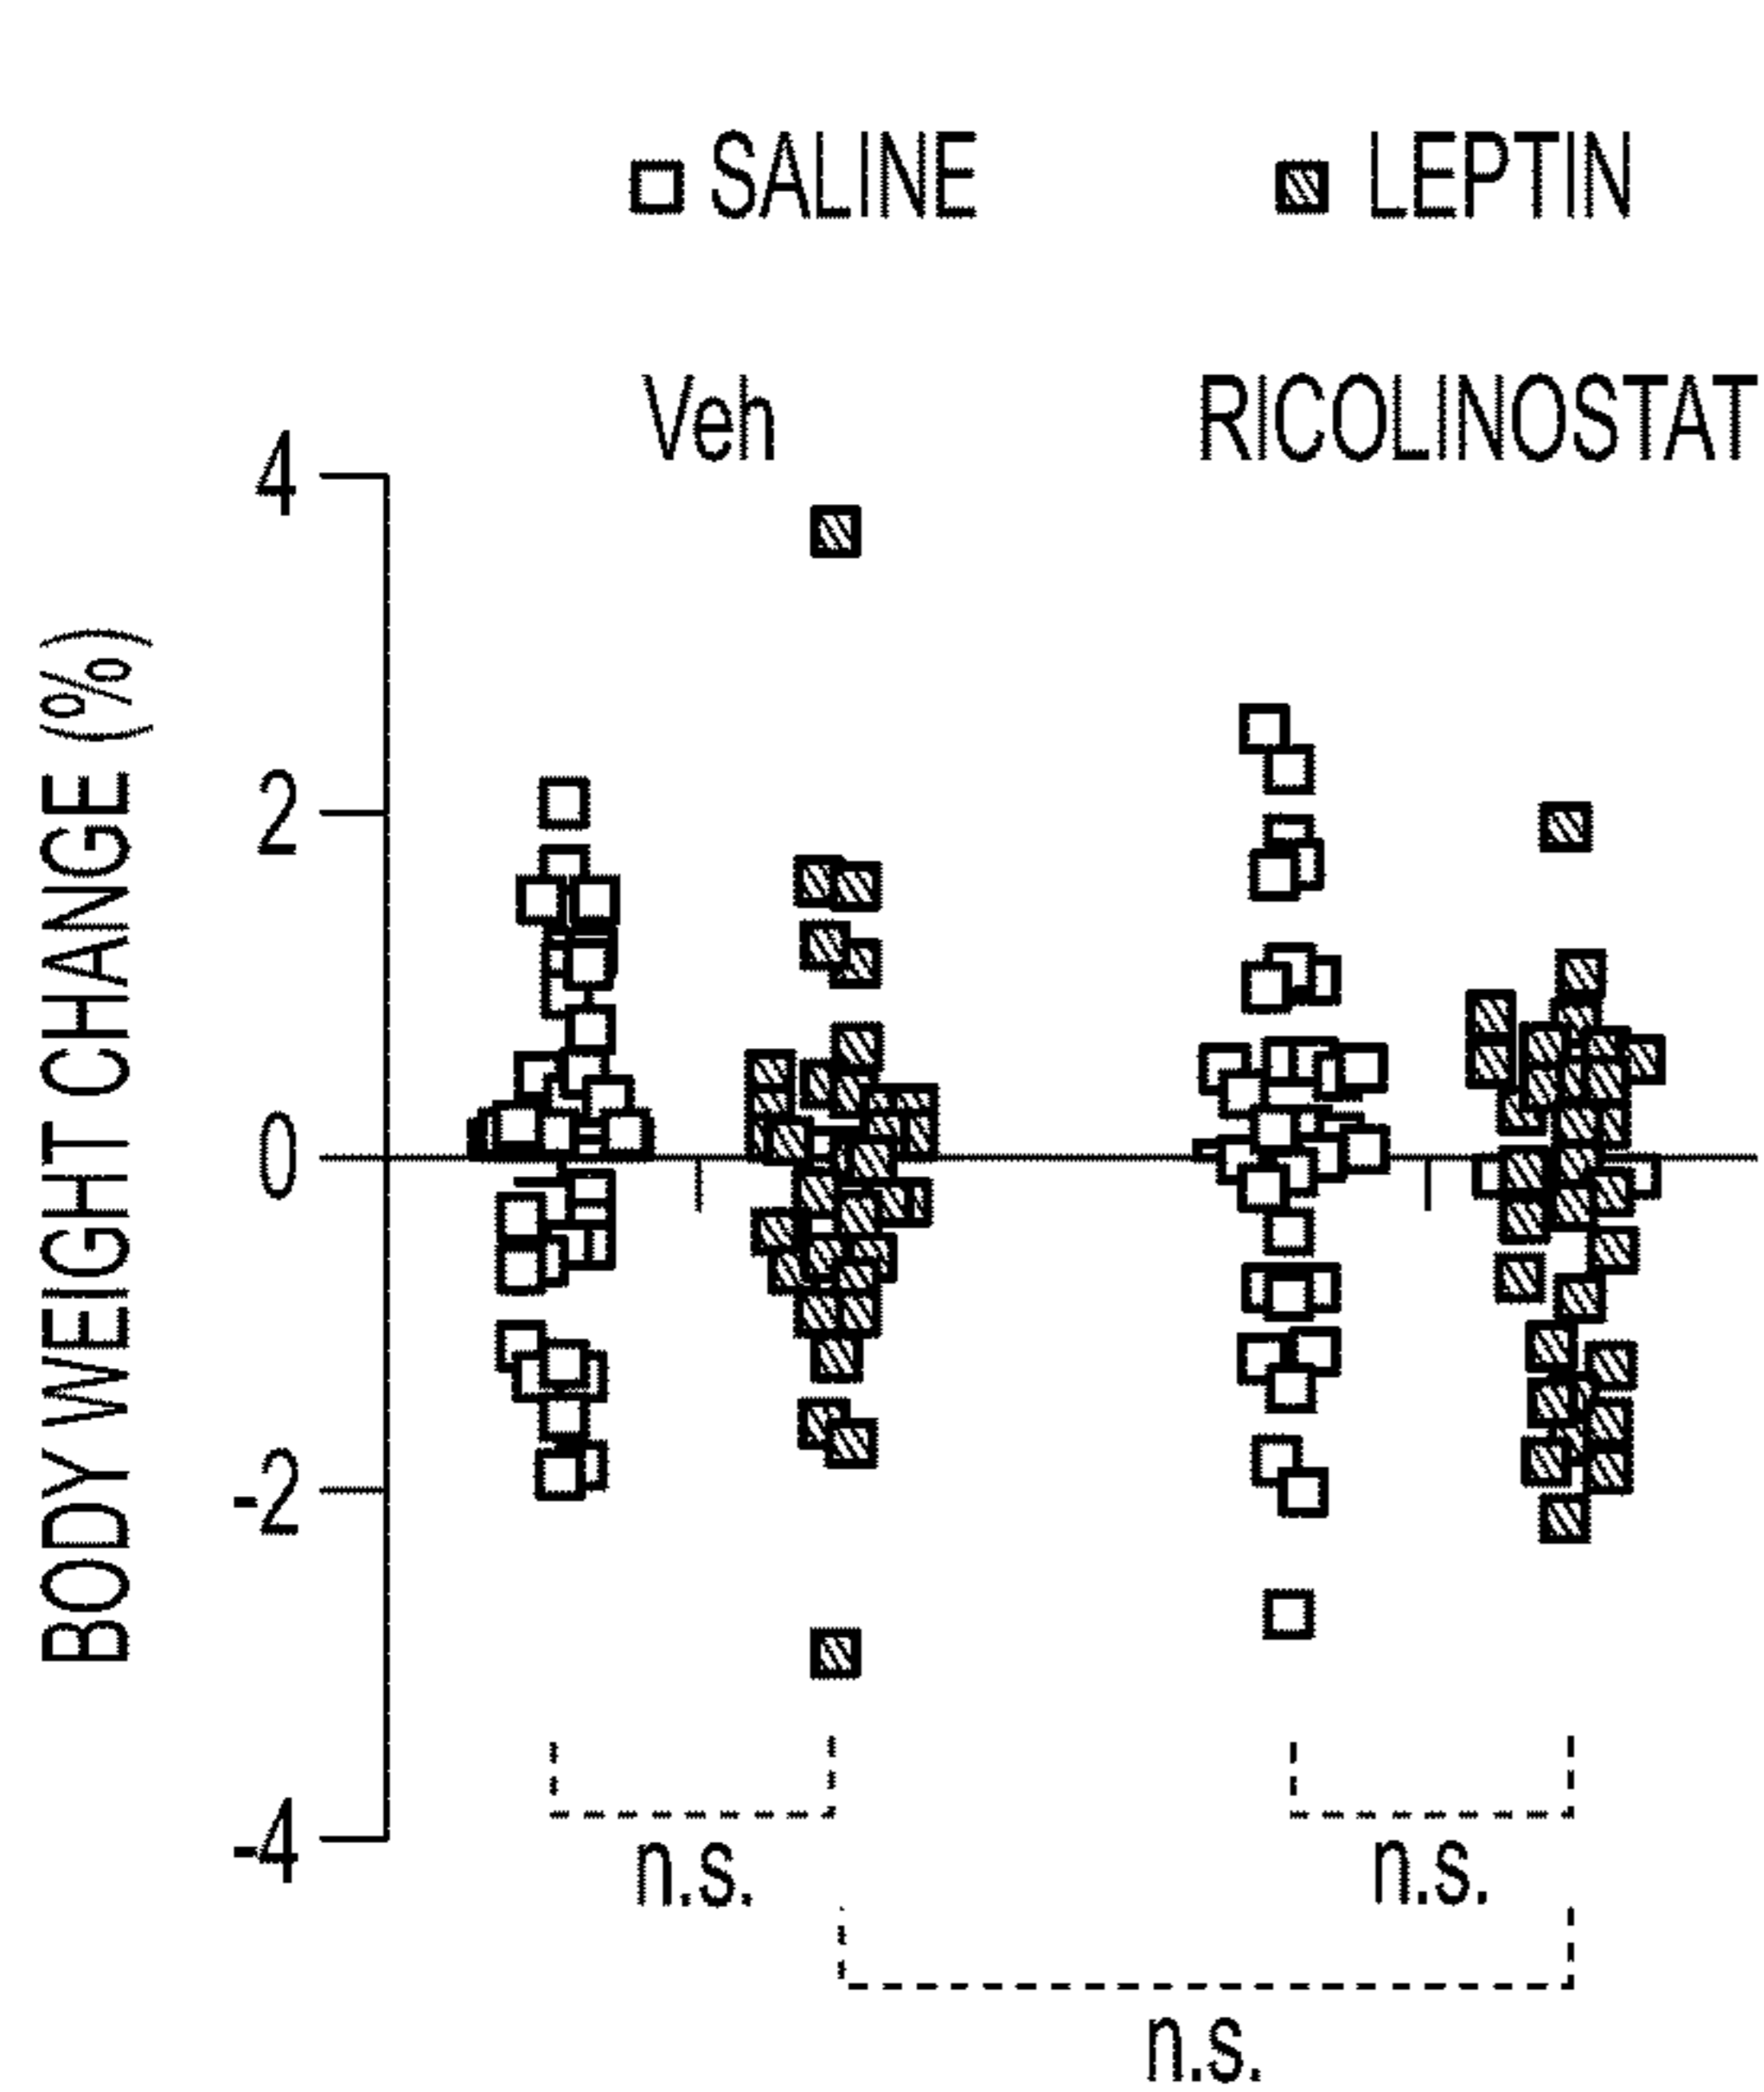 SALINE LEPTIN
Veh RICOLINOSTAT
BODY WEIGHT CHANGE (%)
4
2
0
-2
-4
n.s. n.s.
n.s.